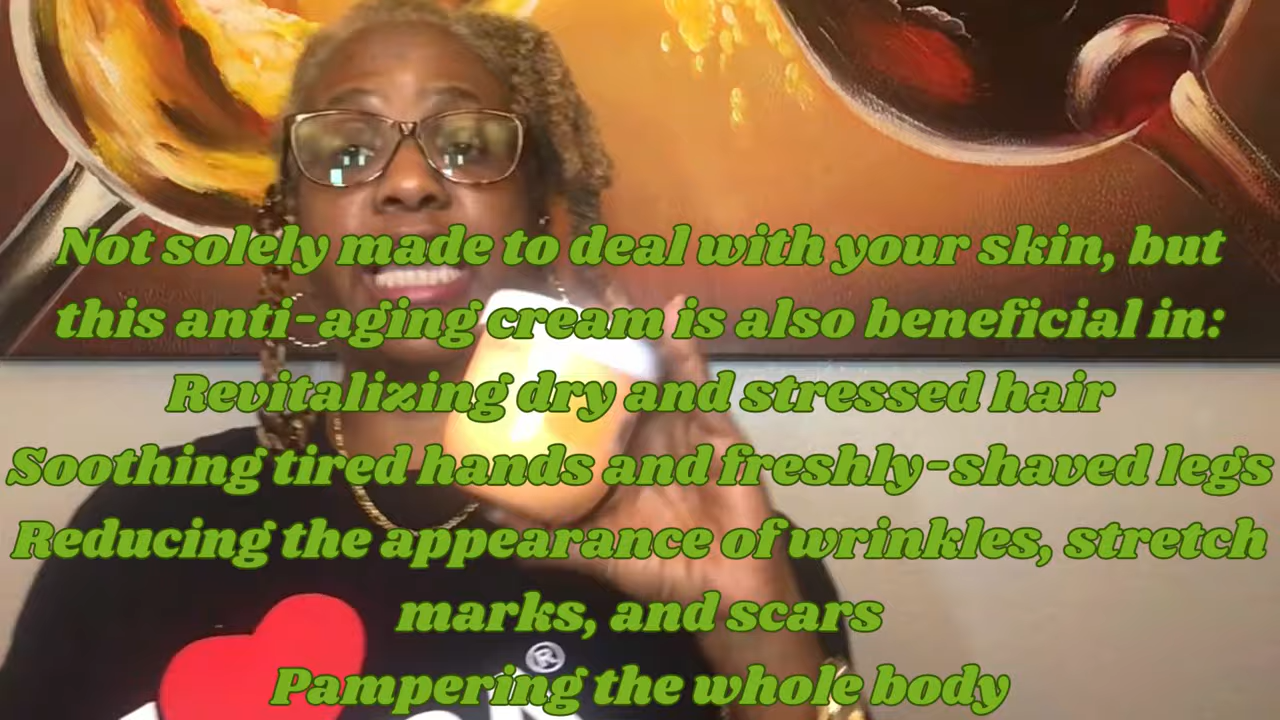 Not solely made to deal with your skin, but
this anti-aging cream is also beneficial in:
Revitalizing dry and stressed hair
Soothing tired hands and freshly-shaved legs
Reducing the appearance of wrinkles, stretch
marks, and scars
Pampering the whole body
®